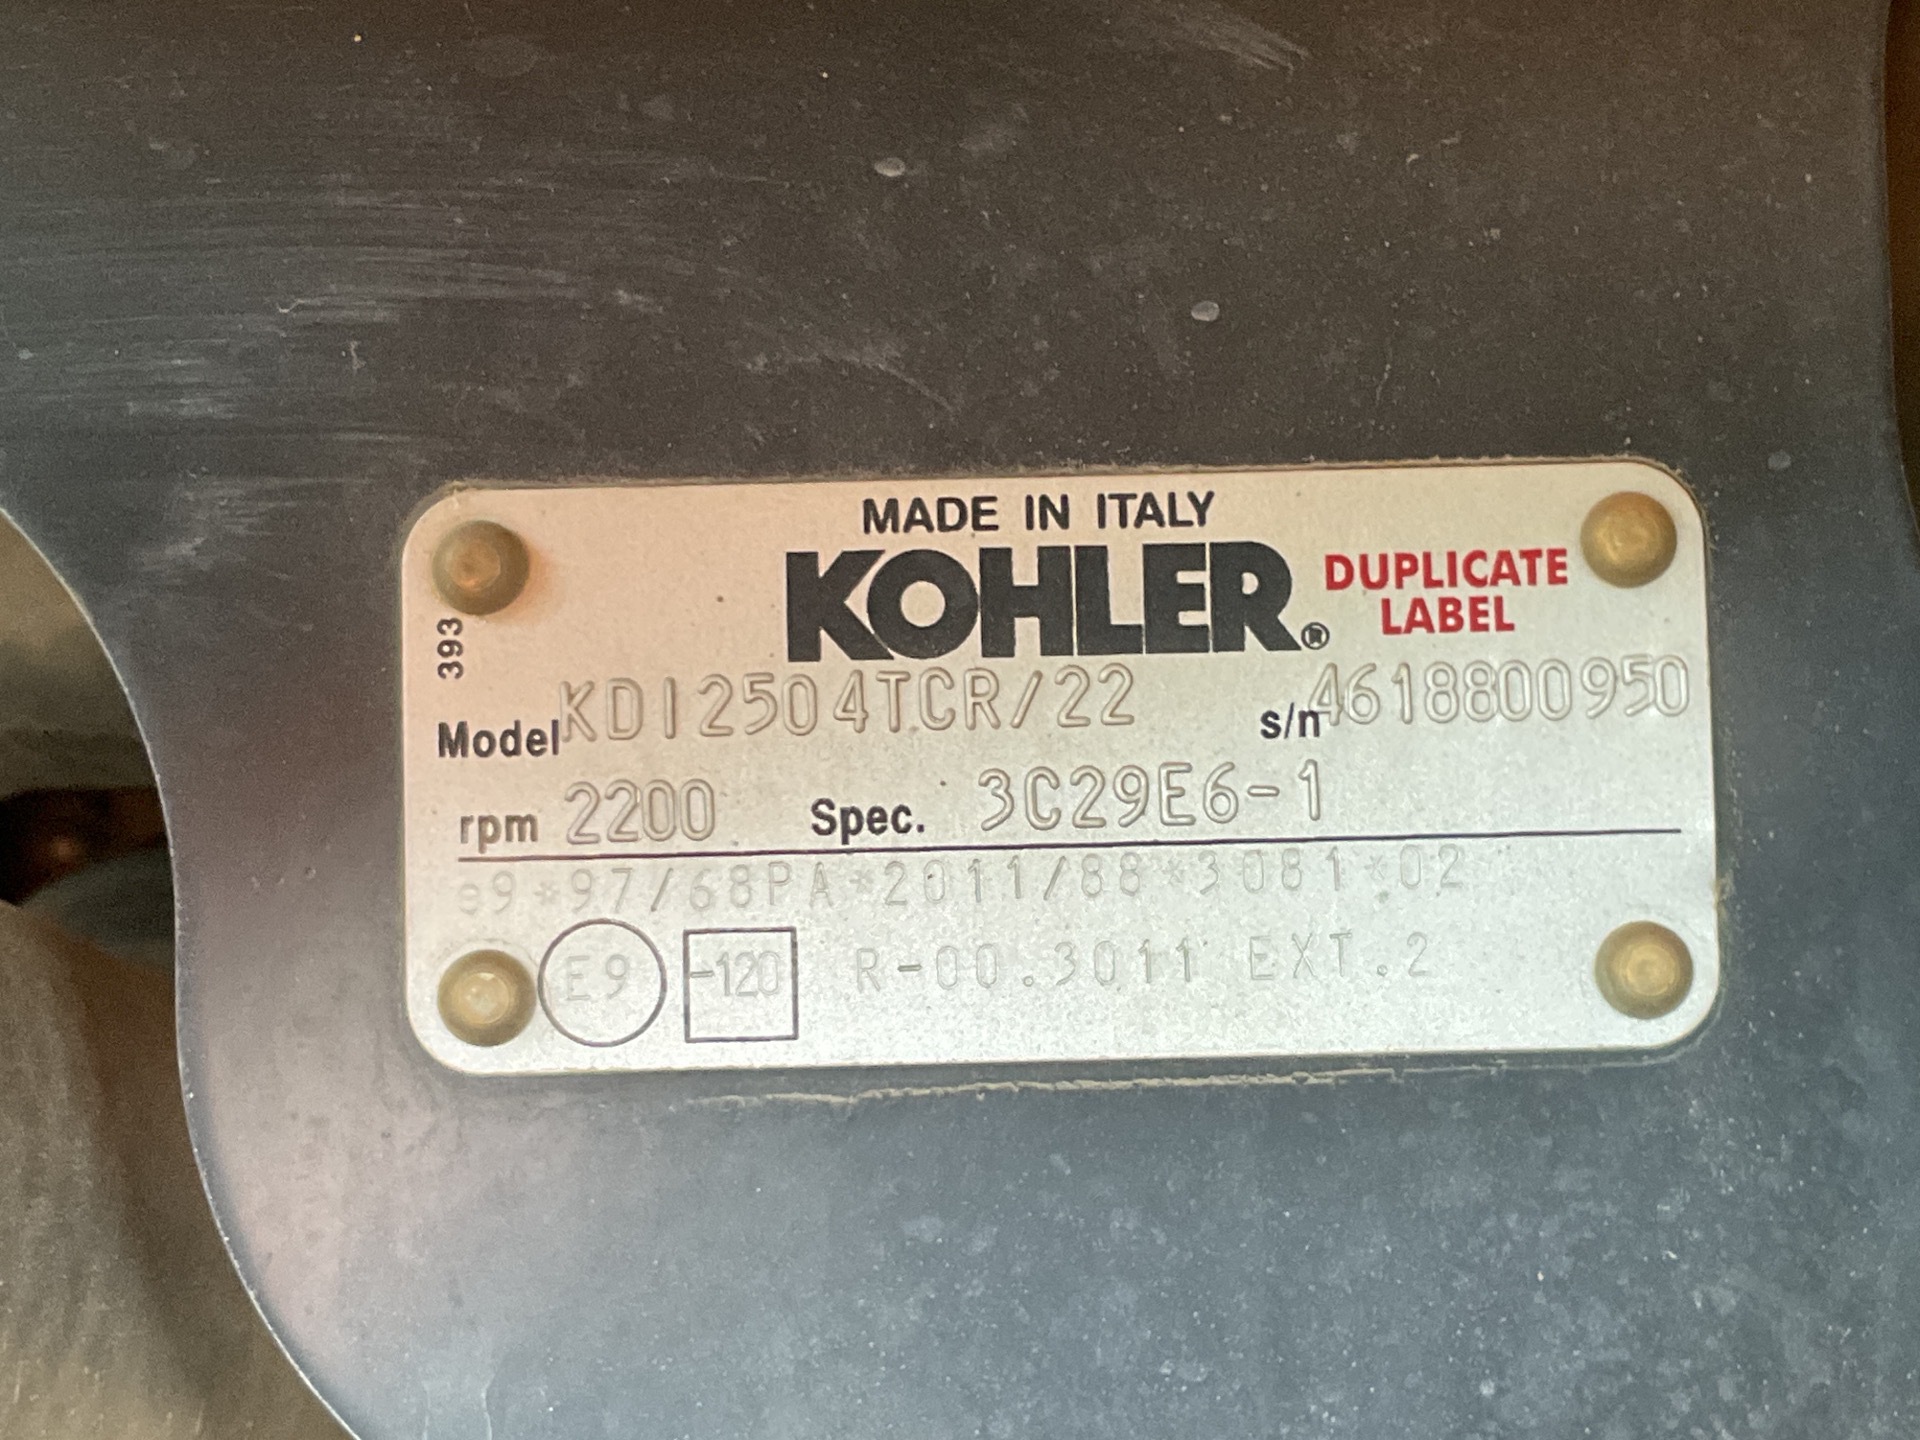 MADE IN ITALY
KOHLER®
DUPLICATE
LABEL
393
Model KDI2504TCR/22 s/n 4618800950
rpm 2200 Spec. 3C29E6-1
e9*97/68PA*2011/88*3081*02
E9 -120 R-00.3011 EXT.2